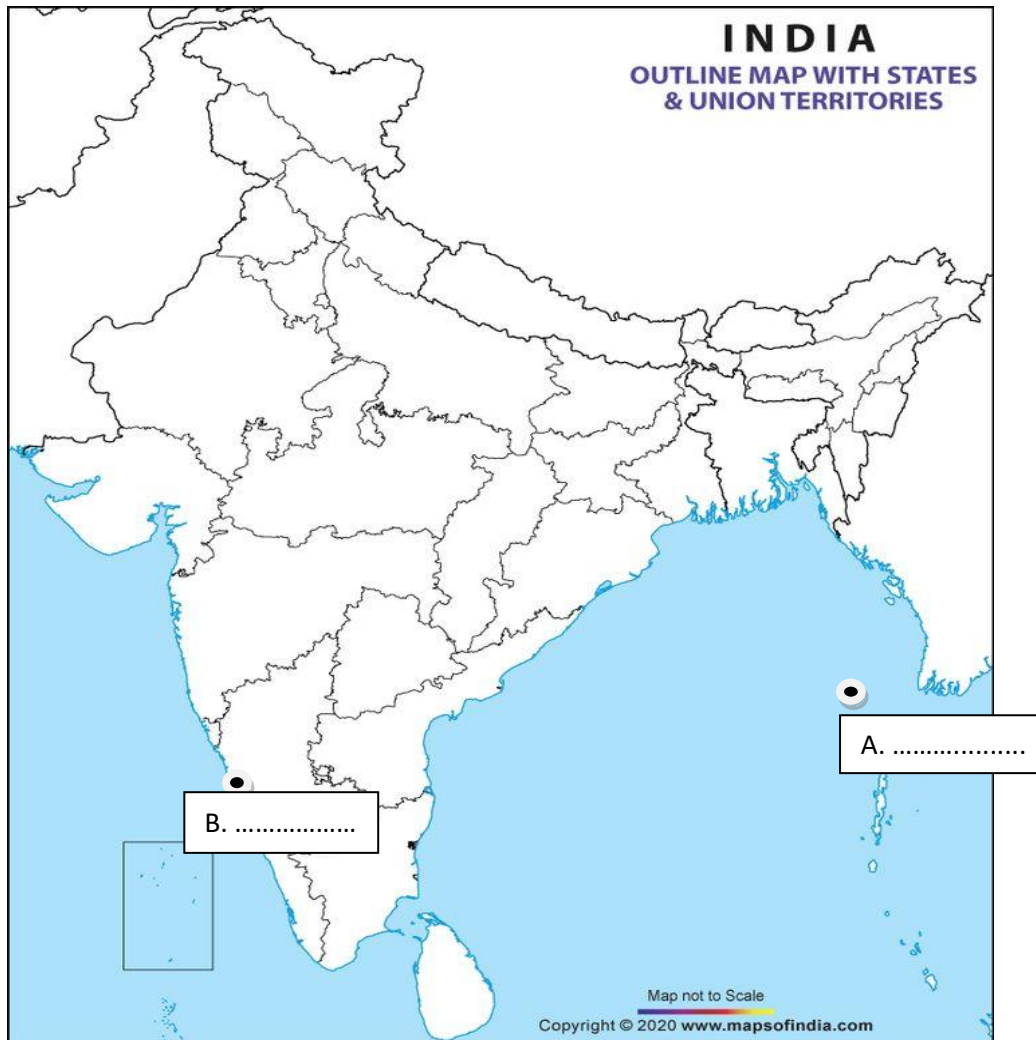 INDIA
OUTLINE MAP WITH STATES
& UNION TERRITORIES
A. ......................
B. ..................
Map not to Scale
Copyright © 2020 www.mapsofindia.com